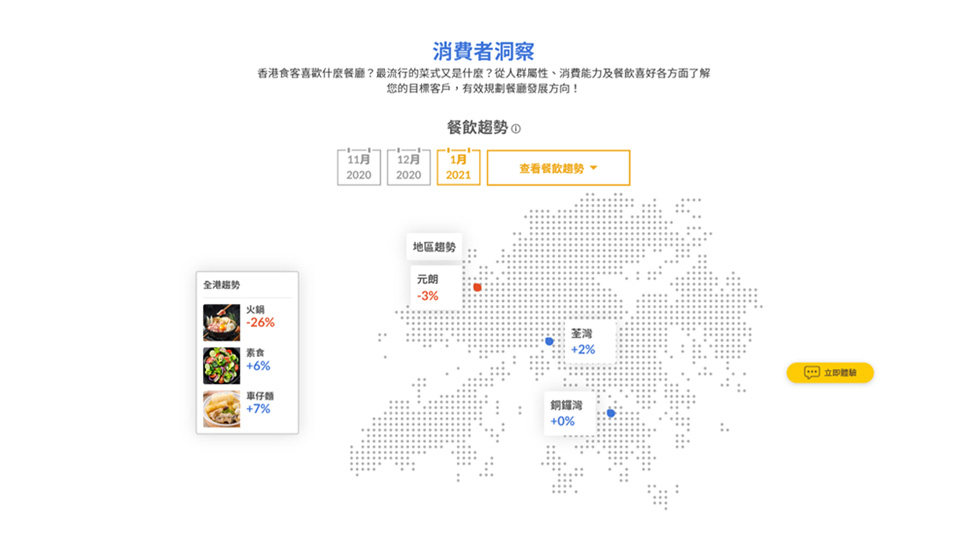 消費者洞察
香港食客喜歡什麼餐廳？最流行的菜式又是什麼？從人群屬性、消費能力及餐飲喜好各方面了解
您的目標客戶，有效規劃餐廳發展方向！
餐飲趨勢
11月
2020
12月
2020
1月
2021
查看餐飲趨勢
地區趨勢
元朗
-3%
全港趨勢
火鍋
-26%
素食
+6%
車仔麵
+7%
荃灣
+2%
銅鑼灣
+0%
立即體驗